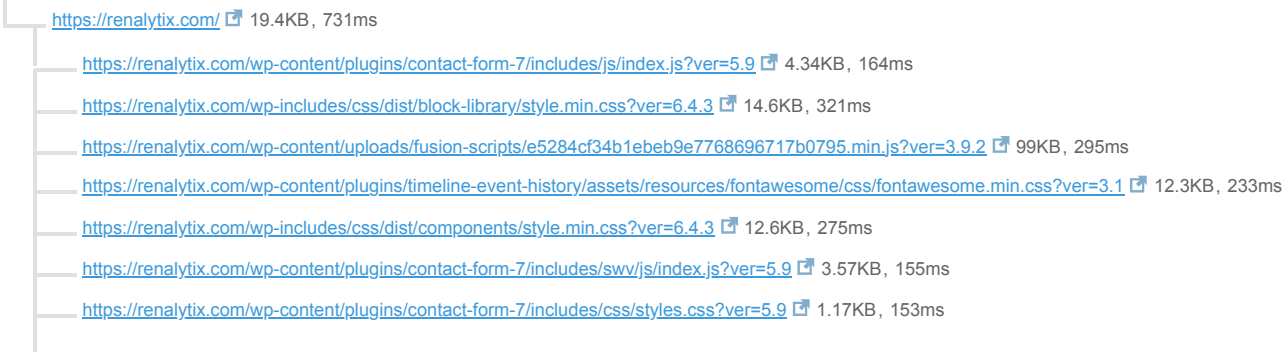 https://renalytix.com/ 19.4KB, 731ms
https://renalytix.com/wp-content/plugins/contact-form-7/includes/js/index.js?ver=5.9 4.34KB, 164ms
https://renalytix.com/wp-includes/css/dist/block-library/style.min.css?ver=6.4.3 14.6KB, 321ms
https://renalytix.com/wp-content/uploads/fusion-scripts/e5284cf34b1ebeb9e7768696717b0795.min.js?ver=3.9.2 99KB, 295ms
https://renalytix.com/wp-content/plugins/timeline-event-history/assets/resources/fontawesome/css/fontawesome.min.css?ver=3.1 12.3KB, 233ms
https://renalytix.com/wp-includes/css/dist/components/style.min.css?ver=6.4.3 12.6KB, 275ms
https://renalytix.com/wp-content/plugins/contact-form-7/includes/swv/js/index.js?ver=5.9 3.57KB, 155ms
https://renalytix.com/wp-content/plugins/contact-form-7/includes/css/styles.css?ver=5.9 1.17KB, 153ms